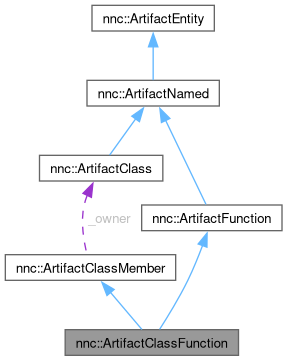 nnc::ArtifactEntity
nnc::ArtifactNamed
nnc::ArtifactClass
nnc::ArtifactFunction
_owner
nnc::ArtifactClassMember
nnc::ArtifactClassFunction